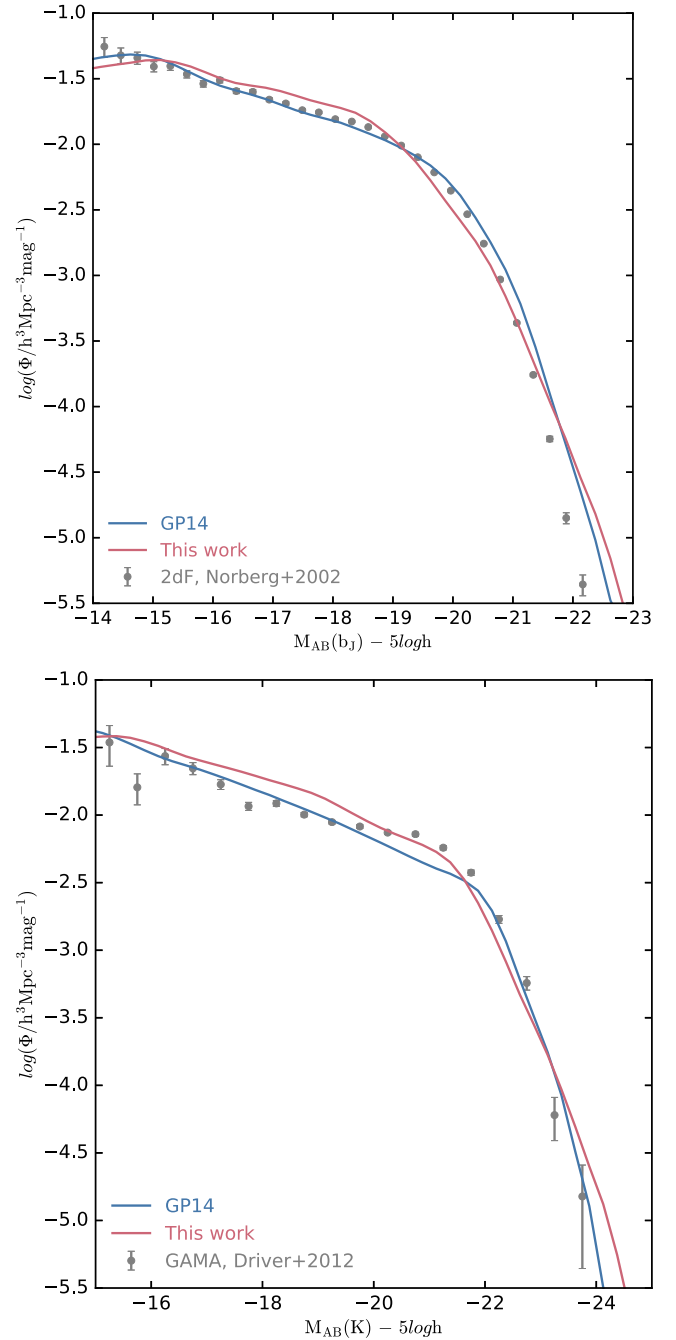 −1.0
−1.5
−2.0
−2.5
−3.0
−3.5
−4.0
−4.5
−5.0
−5.5
log(Φ/h³Mpc⁻³mag⁻¹)
GP14
This work
2dF, Norberg+2002
−14 −15 −16 −17 −18 −19 −20 −21 −22 −23
M_AB(b_J) − 5logh
−1.0
−1.5
−2.0
−2.5
−3.0
−3.5
−4.0
−4.5
−5.0
−5.5
log(Φ/h³Mpc⁻³mag⁻¹)
GP14
This work
GAMA, Driver+2012
−16 −18 −20 −22 −24
M_AB(K) − 5logh